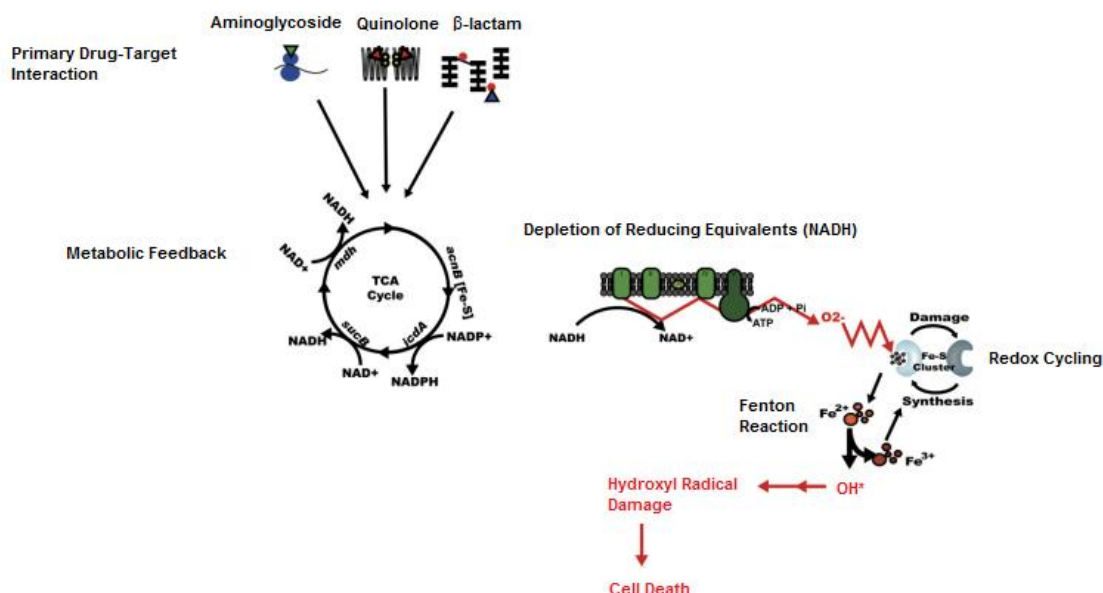 Aminoglycoside
Quinolone
β-lactam
Primary Drug-Target
Interaction
Metabolic Feedback
NADH
NAD+
mdh
acnB [Fe-S]
TCA
Cycle
sucB
icdA
NADH
NAD+
NADP+
NADPH
Depletion of Reducing Equivalents (NADH)
I
II
IV
NADH
NAD+
ADP + Pi
ATP
O2-
Damage
Fe-S
Cluster
Redox Cycling
Synthesis
Fenton
Reaction
Fe2+
Fe3+
OH*
Hydroxyl Radical
Damage
Cell Death